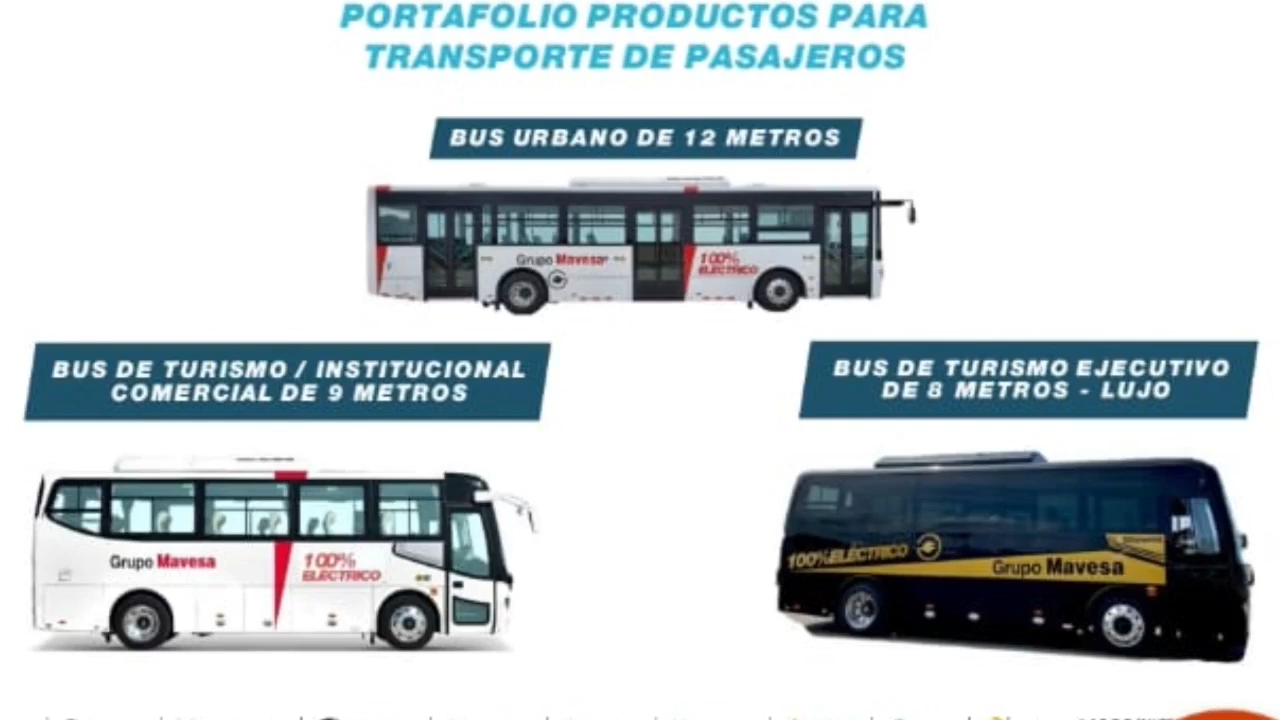 PORTAFOLIO PRODUCTOS PARA
TRANSPORTE DE PASAJEROS
BUS URBANO DE 12 METROS
Grupo Mavesa
100%
ELÉCTRICO
BUS DE TURISMO / INSTITUCIONAL
COMERCIAL DE 9 METROS
BUS DE TURISMO EJECUTIVO
DE 8 METROS - LUJO
Grupo Mavesa
100%
ELÉCTRICO
100% ELÉCTRICO
Grupo Mavesa